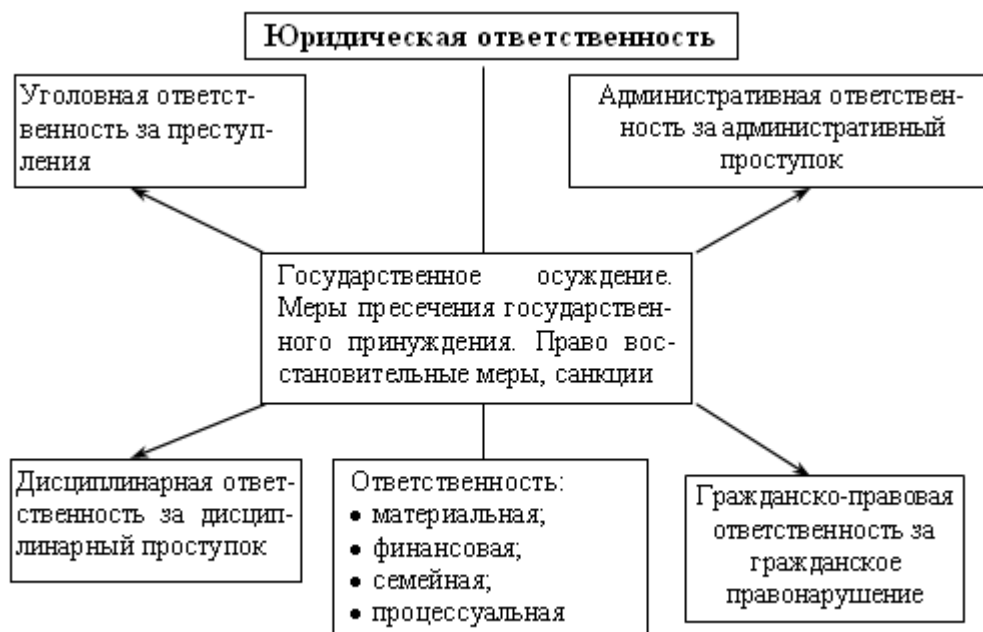 Юридическая ответственность
Уголовная ответст-
венность за преступ-
ления
Административная ответствен-
ность за административный
проступок
Государственное осуждение.
Меры пресечения государствен-
ного принуждения. Право вос-
становительные меры, санкции
Дисциплинарная ответ-
ственность за дисцип-
линарный проступок
Ответственность:
• материальная;
• финансовая;
• семейная;
• процессуальная
Гражданско-правовая
ответственность за
гражданское
правонарушение